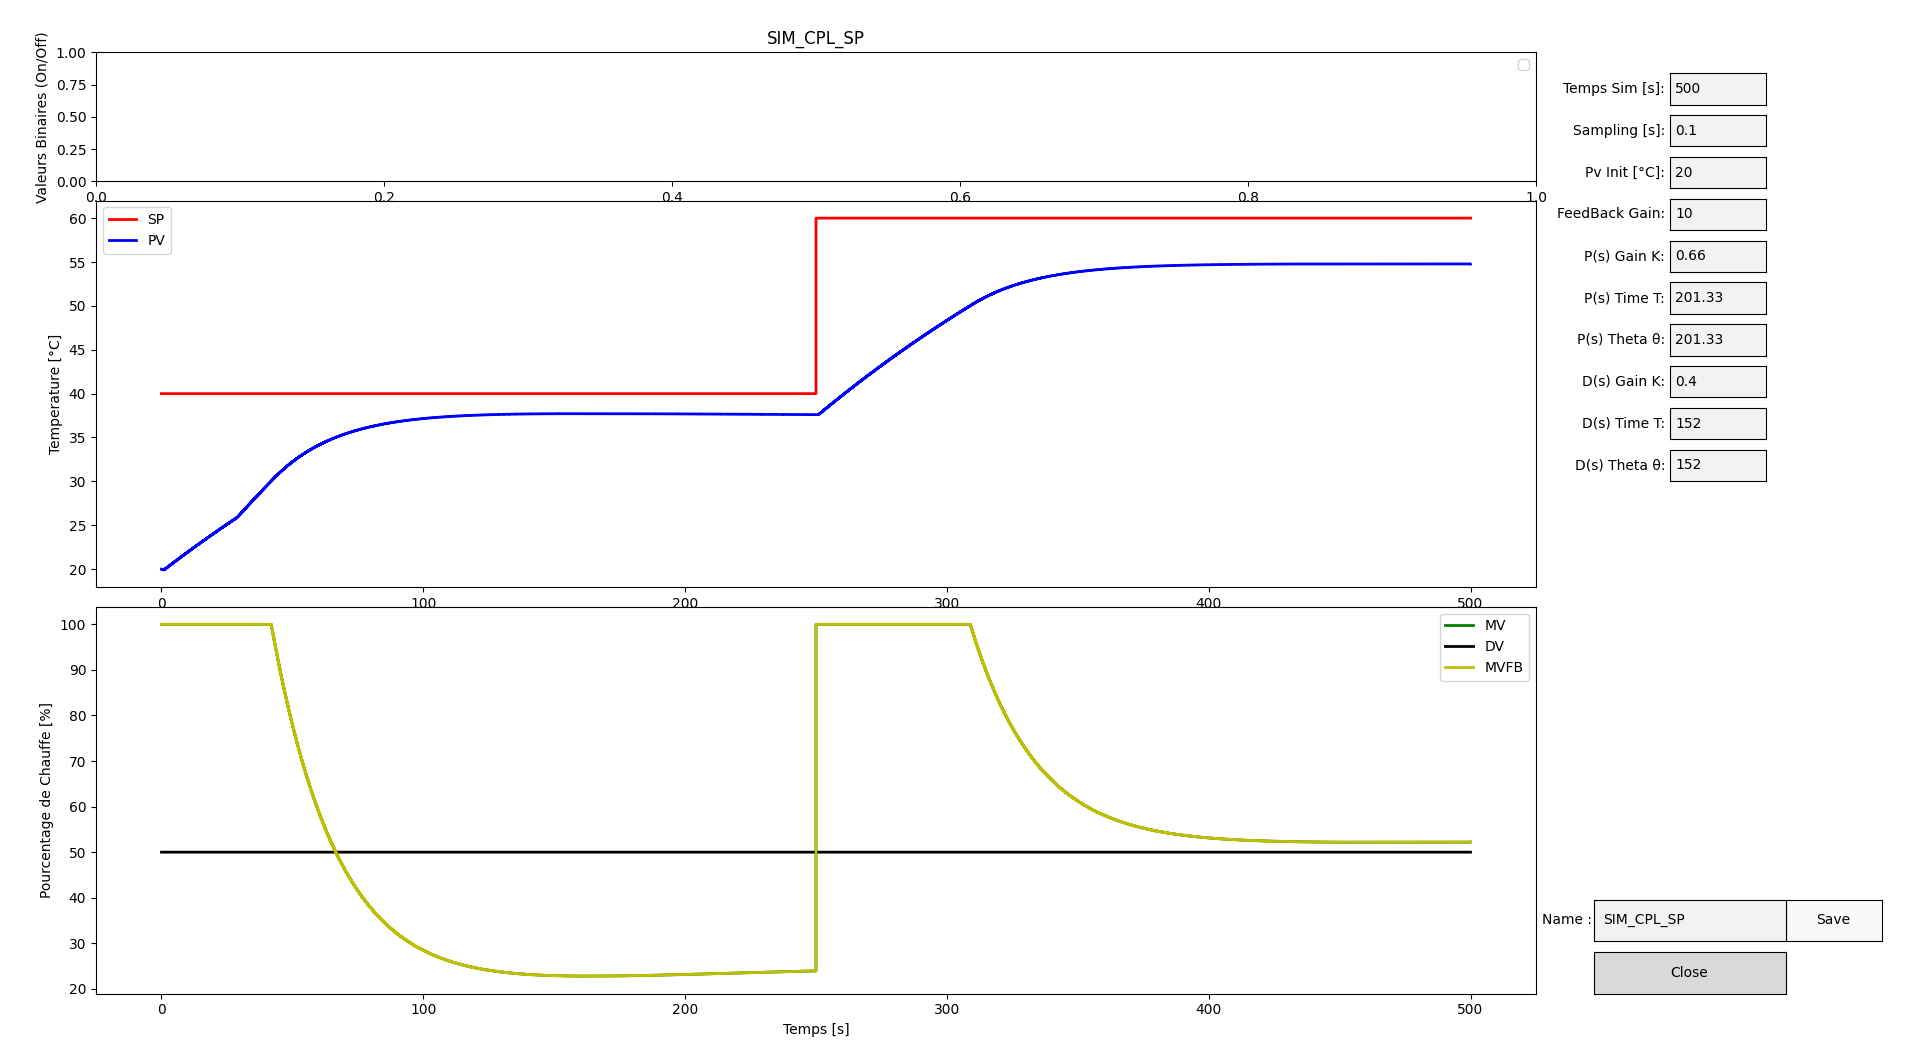 SIM_CPL_SP
Valeurs Binaires (On/Off)
1.00
0.75
0.50
0.25
0.00
0.0 0.2 0.4 0.6 0.8 1.0
Temperature [°C]
60
55
50
45
40
35
30
25
20
SP
PV
0 100 200 300 400 500
Pourcentage de Chauffe [%]
100
90
80
70
60
50
40
30
20
MV
DV
MVFB
0 100 200 300 400 500
Temps [s]
Temps Sim [s]: 500
Sampling [s]: 0.1
Pv Init [°C]: 20
FeedBack Gain: 10
P(s) Gain K: 0.66
P(s) Time T: 201.33
P(s) Theta θ: 201.33
D(s) Gain K: 0.4
D(s) Time T: 152
D(s) Theta θ: 152
Name : SIM_CPL_SP Save
Close